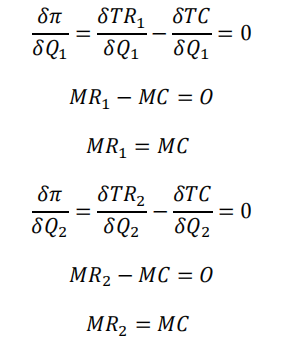 δπ/δQ₁ = δTR₁/δQ₁ − δTC/δQ₁ = 0
MR₁ − MC = O
MR₁ = MC
δπ/δQ₂ = δTR₂/δQ₂ − δTC/δQ₂ = 0
MR₂ − MC = O
MR₂ = MC